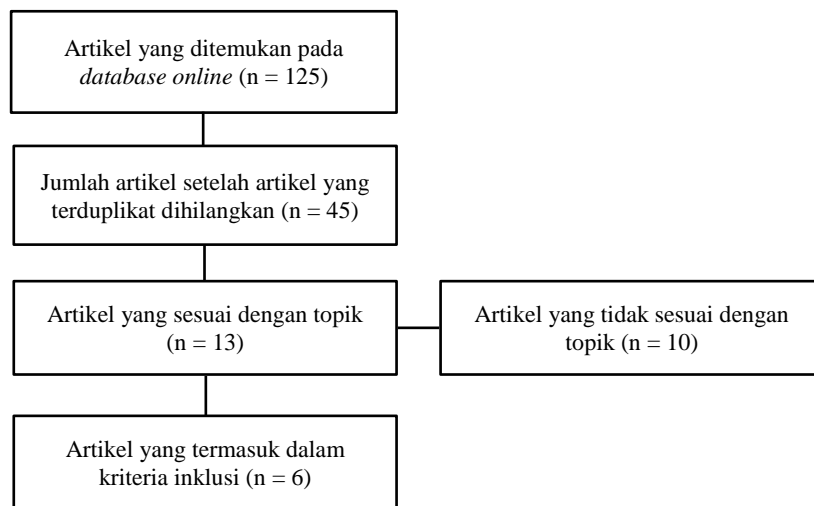 Artikel yang ditemukan pada
database online (n = 125)
Jumlah artikel setelah artikel yang
terduplikat dihilangkan (n = 45)
Artikel yang sesuai dengan topik
(n = 13)
Artikel yang tidak sesuai dengan
topik (n = 10)
Artikel yang termasuk dalam
kriteria inklusi (n = 6)